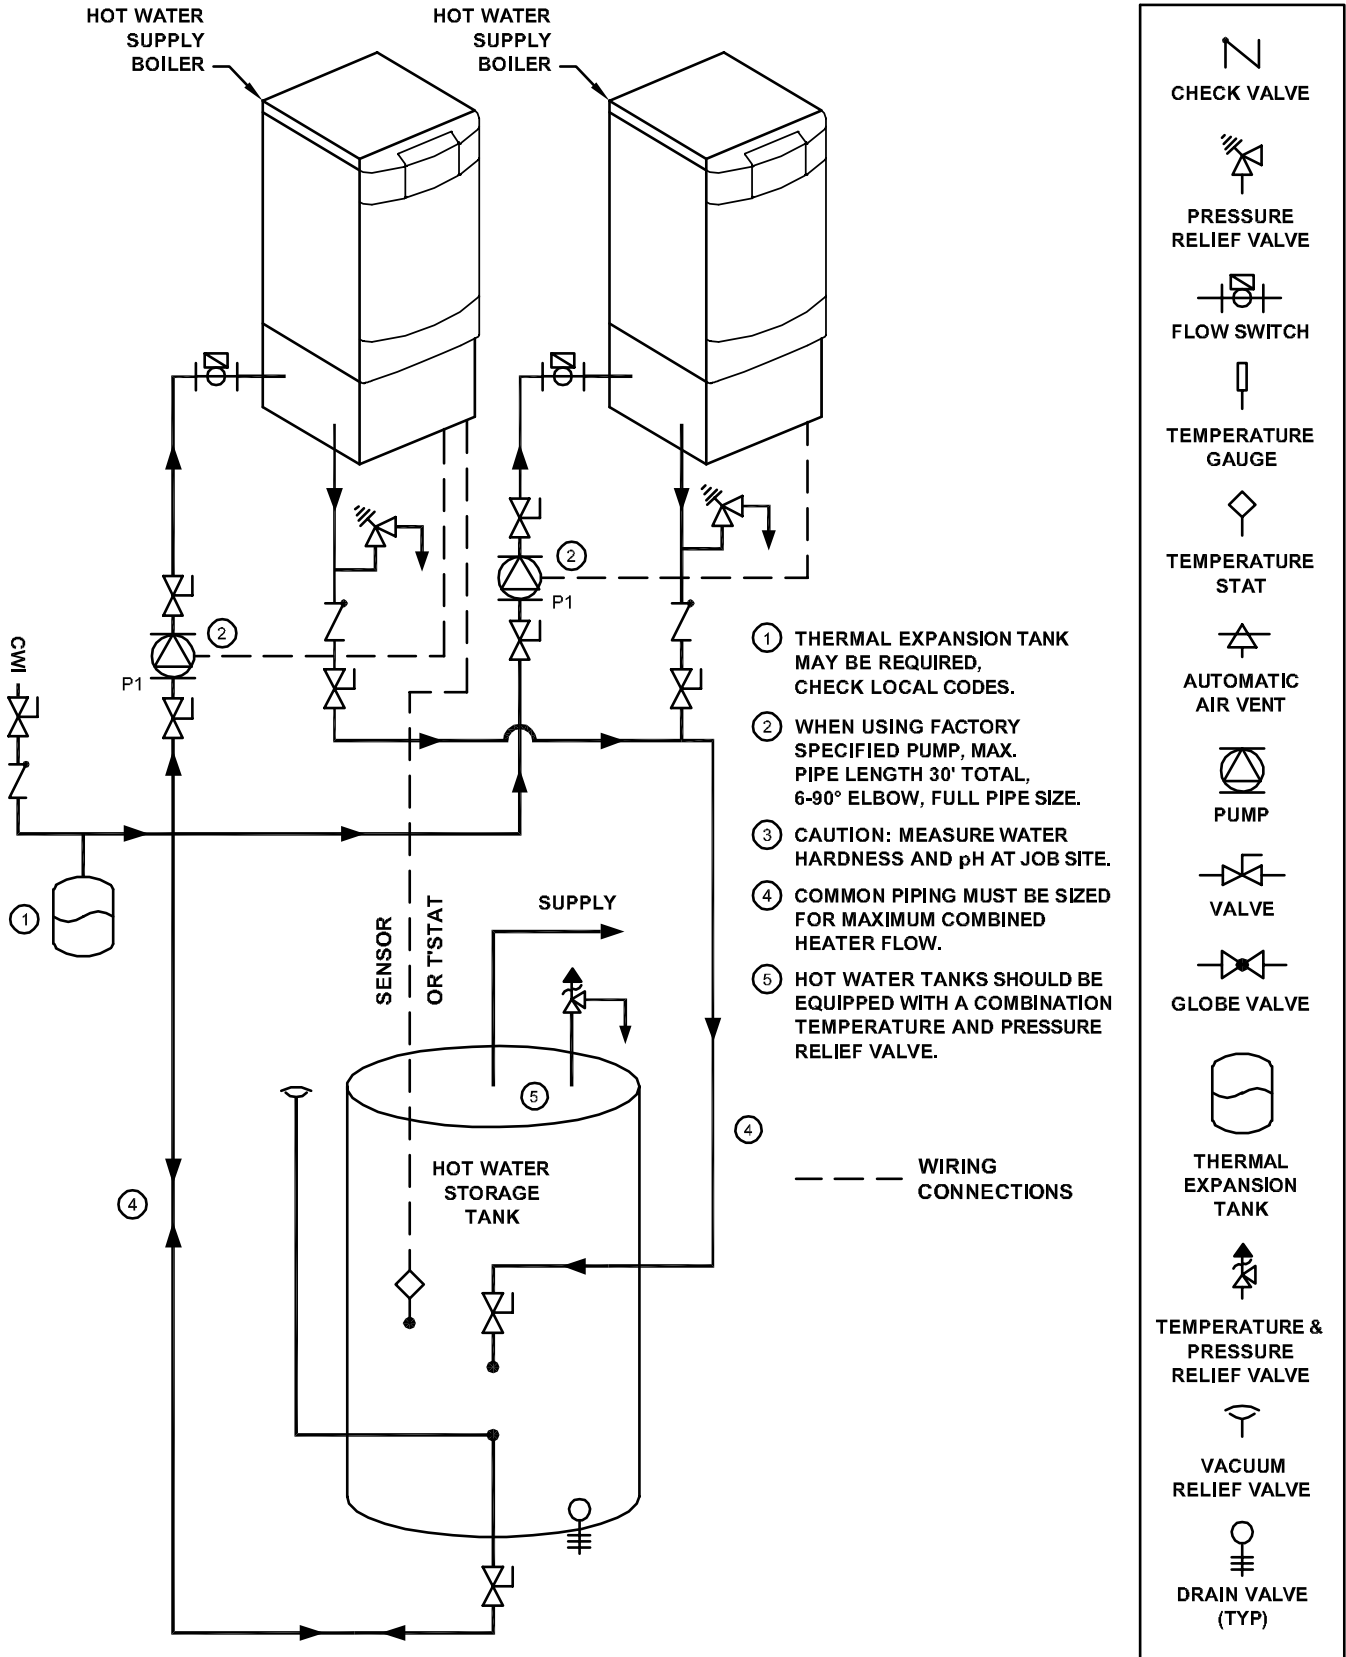 HOT WATER
SUPPLY
BOILER
HOT WATER
SUPPLY
BOILER
2
P1
2
P1
CWI
1
SENSOR
OR T'STAT
SUPPLY
5
HOT WATER
STORAGE
TANK
4
4
1 THERMAL EXPANSION TANK
MAY BE REQUIRED,
CHECK LOCAL CODES.
2 WHEN USING FACTORY
SPECIFIED PUMP, MAX.
PIPE LENGTH 30' TOTAL,
6-90° ELBOW, FULL PIPE SIZE.
3 CAUTION: MEASURE WATER
HARDNESS AND pH AT JOB SITE.
4 COMMON PIPING MUST BE SIZED
FOR MAXIMUM COMBINED
HEATER FLOW.
5 HOT WATER TANKS SHOULD BE
EQUIPPED WITH A COMBINATION
TEMPERATURE AND PRESSURE
RELIEF VALVE.
WIRING
CONNECTIONS
CHECK VALVE
PRESSURE
RELIEF VALVE
FLOW SWITCH
TEMPERATURE
GAUGE
TEMPERATURE
STAT
AUTOMATIC
AIR VENT
PUMP
VALVE
GLOBE VALVE
THERMAL
EXPANSION
TANK
TEMPERATURE &
PRESSURE
RELIEF VALVE
VACUUM
RELIEF VALVE
DRAIN VALVE
(TYP)